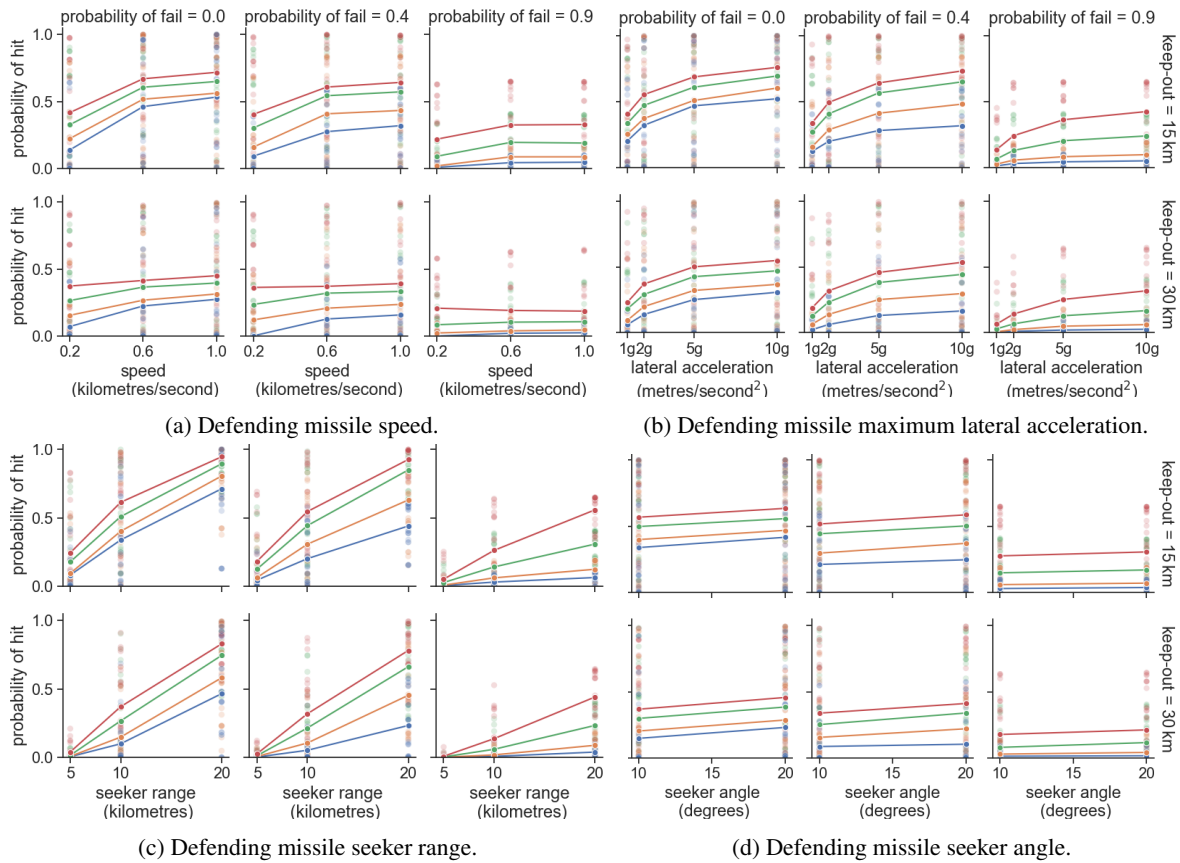 probability of fail = 0.0 probability of fail = 0.4 probability of fail = 0.9
probability of hit
1.0
0.5
0.0
probability of hit
1.0
0.5
0.0
0.2 0.6 1.0 0.2 0.6 1.0 0.2 0.6 1.0
speed speed speed
(kilometres/second) (kilometres/second) (kilometres/second)
(a) Defending missile speed.
probability of fail = 0.0 probability of fail = 0.4 probability of fail = 0.9
keep-out = 15 km
keep-out = 30 km
1g2g 5g 10g 1g2g 5g 10g 1g2g 5g 10g
lateral acceleration lateral acceleration lateral acceleration
(metres/second²) (metres/second²) (metres/second²)
(b) Defending missile maximum lateral acceleration.
probability of hit
1.0
0.5
0.0
probability of hit
1.0
0.5
0.0
5 10 20 5 10 20 5 10 20
seeker range seeker range seeker range
(kilometres) (kilometres) (kilometres)
(c) Defending missile seeker range.
keep-out = 15 km
keep-out = 30 km
10 15 20 10 15 20 10 15 20
seeker angle seeker angle seeker angle
(degrees) (degrees) (degrees)
(d) Defending missile seeker angle.